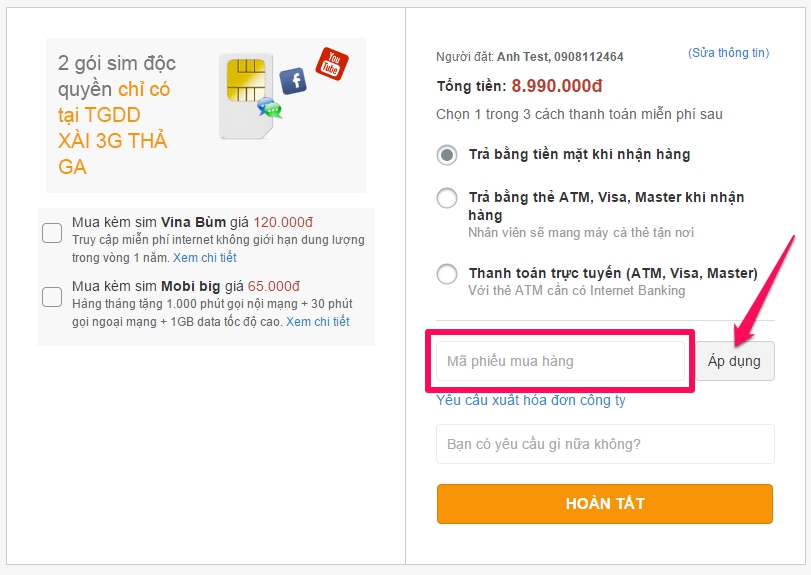 2 gói sim độc
quyền chỉ có
tại TGDD
XÀI 3G THẢ
GA
You
Tube
f
Mua kèm sim Vina Bùm giá 120.000đ
Truy cập miễn phí internet không giới hạn dung lượng
trong vòng 1 năm. Xem chi tiết
Mua kèm sim Mobi big giá 65.000đ
Hàng tháng tặng 1.000 phút gọi nội mạng + 30 phút
gọi ngoại mạng + 1GB data tốc độ cao. Xem chi tiết
Người đặt: Anh Test, 0908112464
(Sửa thông tin)
Tổng tiền: 8.990.000đ
Chọn 1 trong 3 cách thanh toán miễn phí sau
Trả bằng tiền mặt khi nhận hàng
Trả bằng thẻ ATM, Visa, Master khi nhận
hàng
Nhân viên sẽ mang máy cà thẻ tận nơi
Thanh toán trực tuyến (ATM, Visa, Master)
Với thẻ ATM cần có Internet Banking
Mã phiếu mua hàng
Áp dụng
Yêu cầu xuất hóa đơn công ty
Bạn có yêu cầu gì nữa không?
HOÀN TẤT